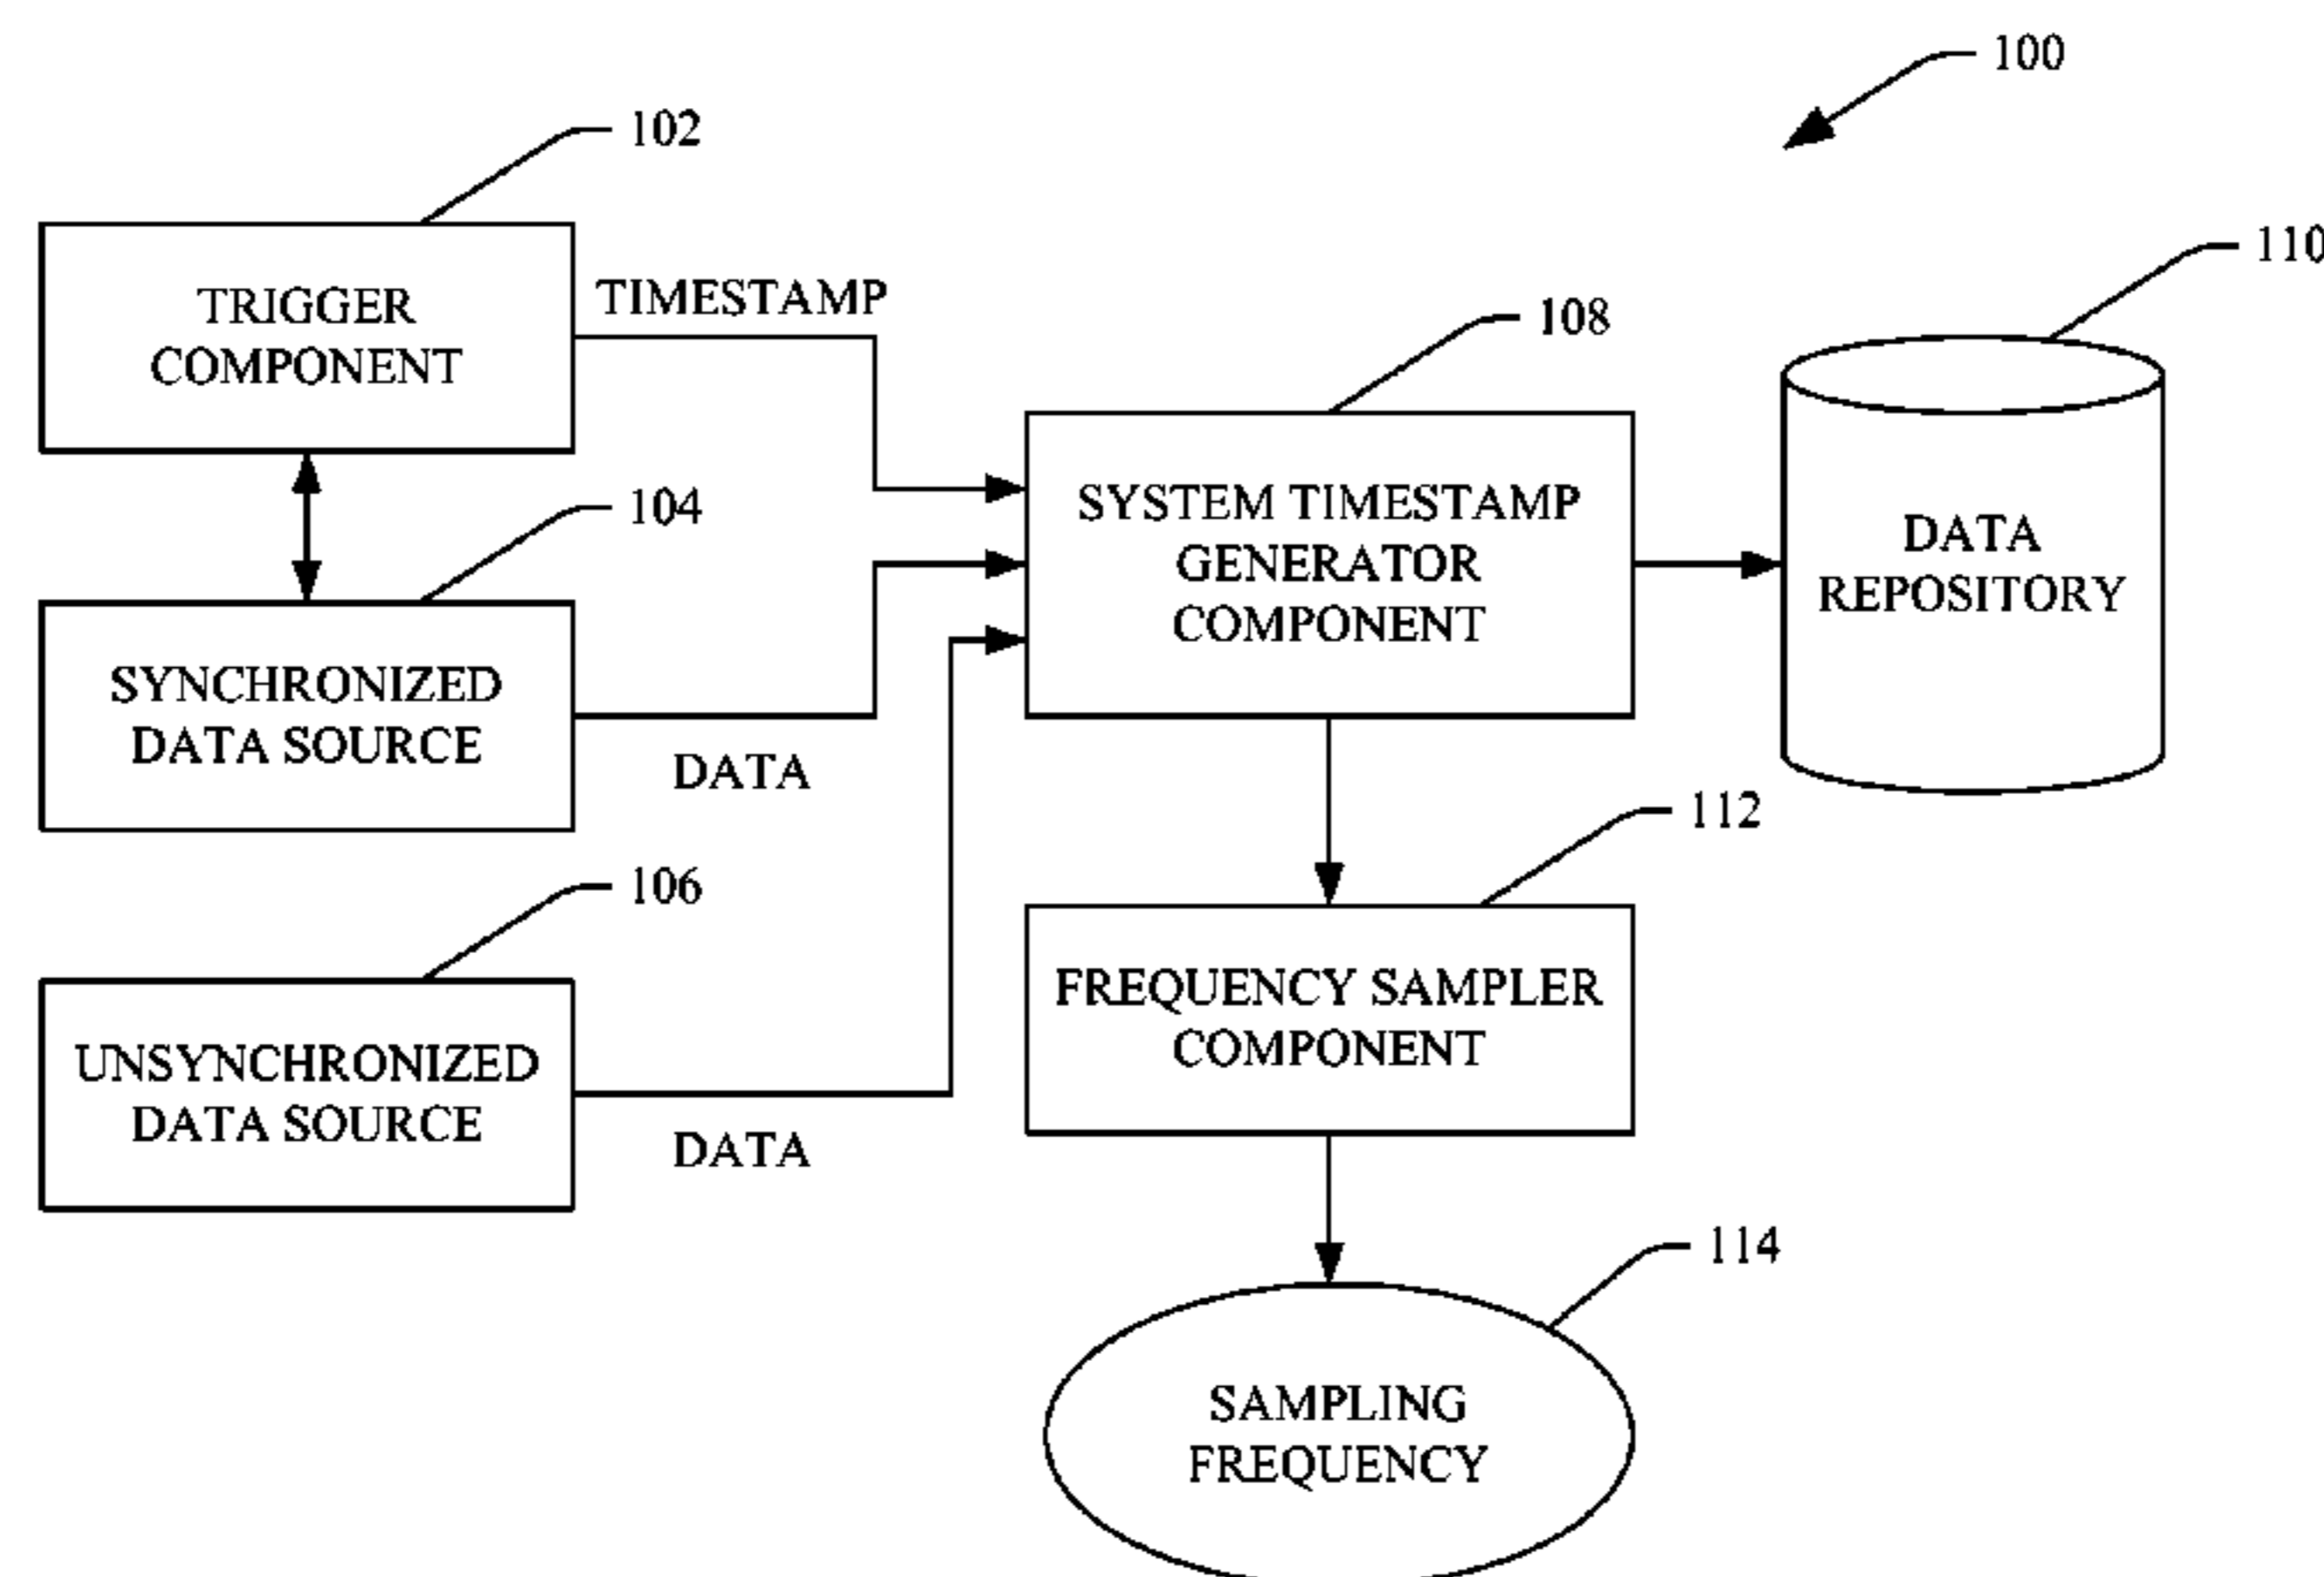 100
102
TRIGGER
COMPONENT
TIMESTAMP
104
SYNCHRONIZED
DATA SOURCE
DATA
106
UNSYNCHRONIZED
DATA SOURCE
DATA
108
SYSTEM TIMESTAMP
GENERATOR
COMPONENT
110
DATA
REPOSITORY
112
FREQUENCY SAMPLER
COMPONENT
114
SAMPLING
FREQUENCY